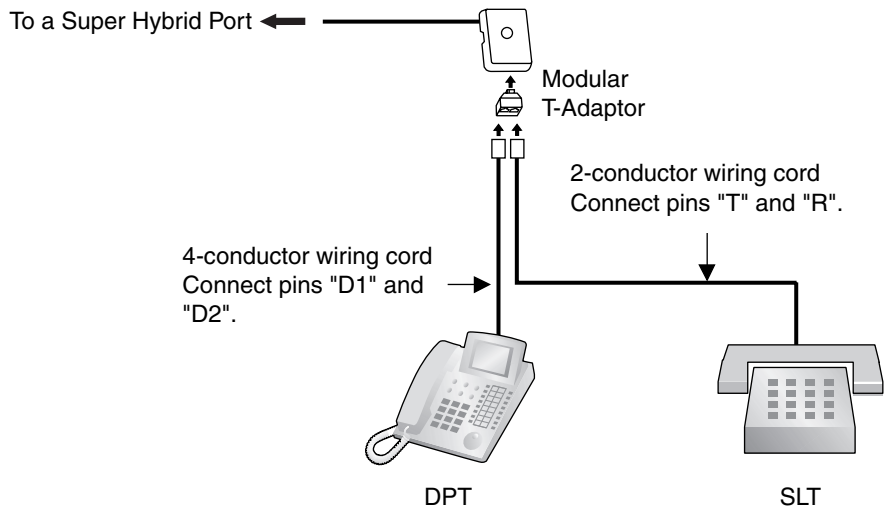 To a Super Hybrid Port
Modular
T-Adaptor
2-conductor wiring cord
Connect pins "T" and "R".
4-conductor wiring cord
Connect pins "D1" and
"D2".
DPT
SLT